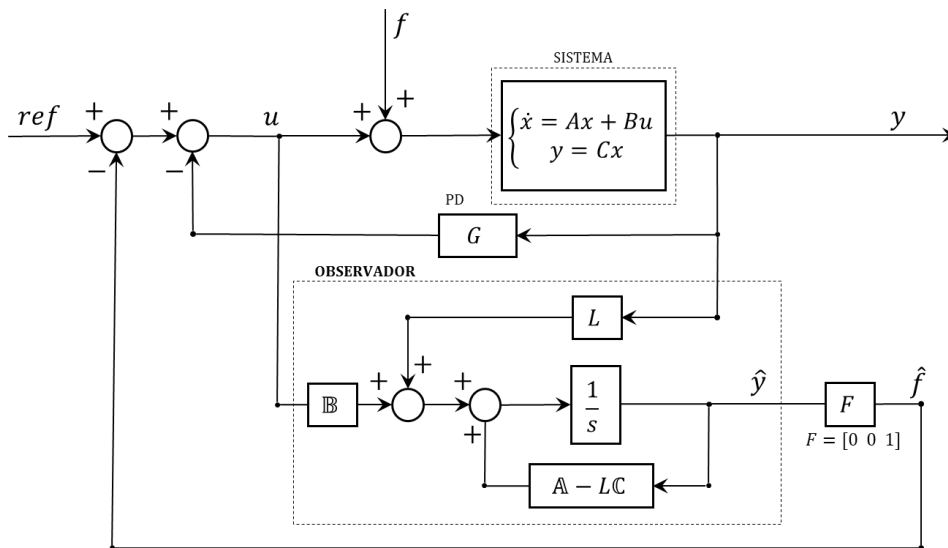 f
SISTEMA
ref
+
−
+
−
u
+
+
{ẋ = Ax + Bu
y = Cx
y
PD
G
OBSERVADOR
L
𝔹
+
+
+
+
1
s
ŷ
F
f̂
F = [0 0 1]
𝔸 − Lℂ